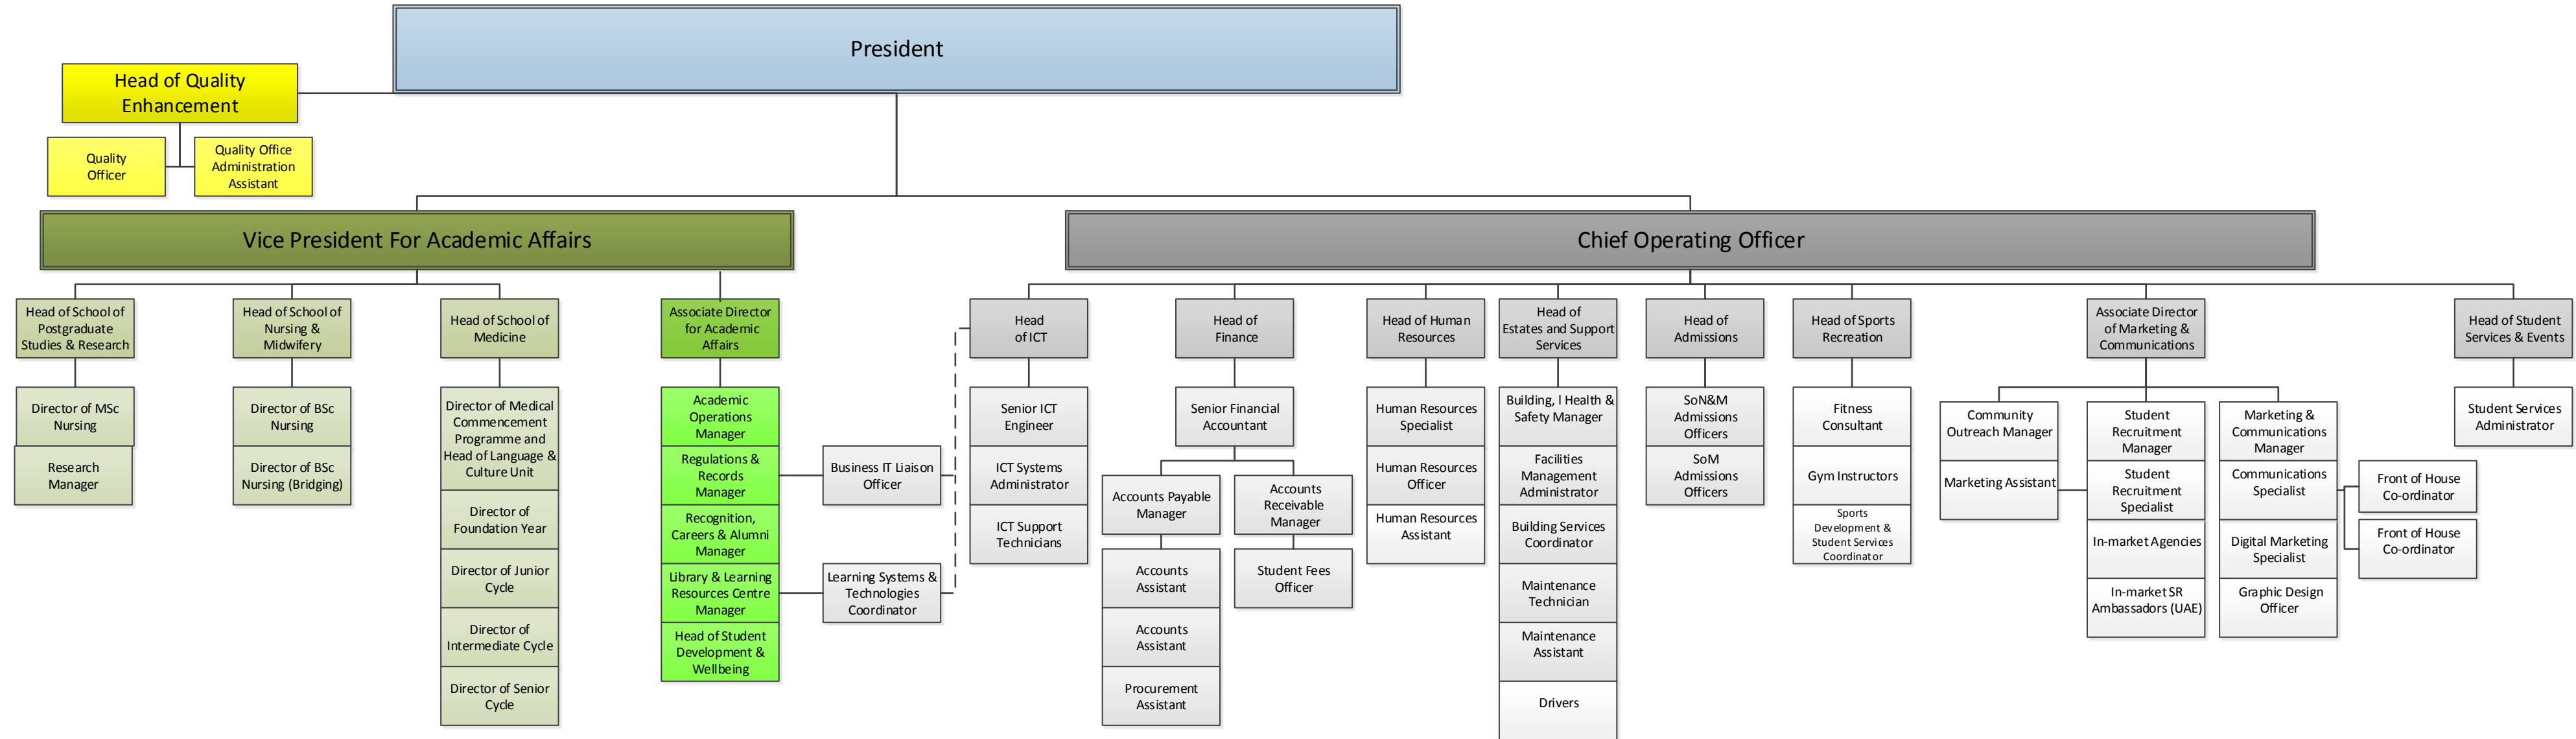 President
Head of Quality
Enhancement
Quality
Officer
Quality Office
Administration
Assistant
Vice President For Academic Affairs
Chief Operating Officer
Head of School of
Postgraduate
Studies & Research
Head of School of
Nursing &
Midwifery
Head of School of
Medicine
Associate Director
for Academic
Affairs
Head
of ICT
Head of
Finance
Head of Human
Resources
Head of
Estates and Support
Services
Head of
Admissions
Head of Sports
Recreation
Associate Director
of Marketing &
Communications
Head of Student
Services & Events
Director of MSc
Nursing
Research
Manager
Director of BSc
Nursing
Director of BSc
Nursing (Bridging)
Director of Medical
Commencement
Programme and
Head of Language &
Culture Unit
Director of
Foundation Year
Director of Junior
Cycle
Director of
Intermediate Cycle
Director of Senior
Cycle
Academic
Operations
Manager
Regulations &
Records
Manager
Recognition,
Careers & Alumni
Manager
Library & Learning
Resources Centre
Manager
Head of Student
Development &
Wellbeing
Business IT Liaison
Officer
Learning Systems &
Technologies
Coordinator
Senior ICT
Engineer
ICT Systems
Administrator
ICT Support
Technicians
Senior Financial
Accountant
Accounts Payable
Manager
Accounts
Assistant
Accounts
Assistant
Procurement
Assistant
Accounts
Receivable
Manager
Student Fees
Officer
Human Resources
Specialist
Human Resources
Officer
Human Resources
Assistant
Building, l Health &
Safety Manager
Facilities
Management
Administrator
Building Services
Coordinator
Maintenance
Technician
Maintenance
Assistant
Drivers
SoN&M
Admissions
Officers
SoM
Admissions
Officers
Fitness
Consultant
Gym Instructors
Sports
Development &
Student Services
Coordinator
Community
Outreach Manager
Marketing Assistant
Student
Recruitment
Manager
Student
Recruitment
Specialist
In-market Agencies
In-market SR
Ambassadors (UAE)
Marketing &
Communications
Manager
Communications
Specialist
Digital Marketing
Specialist
Graphic Design
Officer
Front of House
Co-ordinator
Front of House
Co-ordinator
Student Services
Administrator